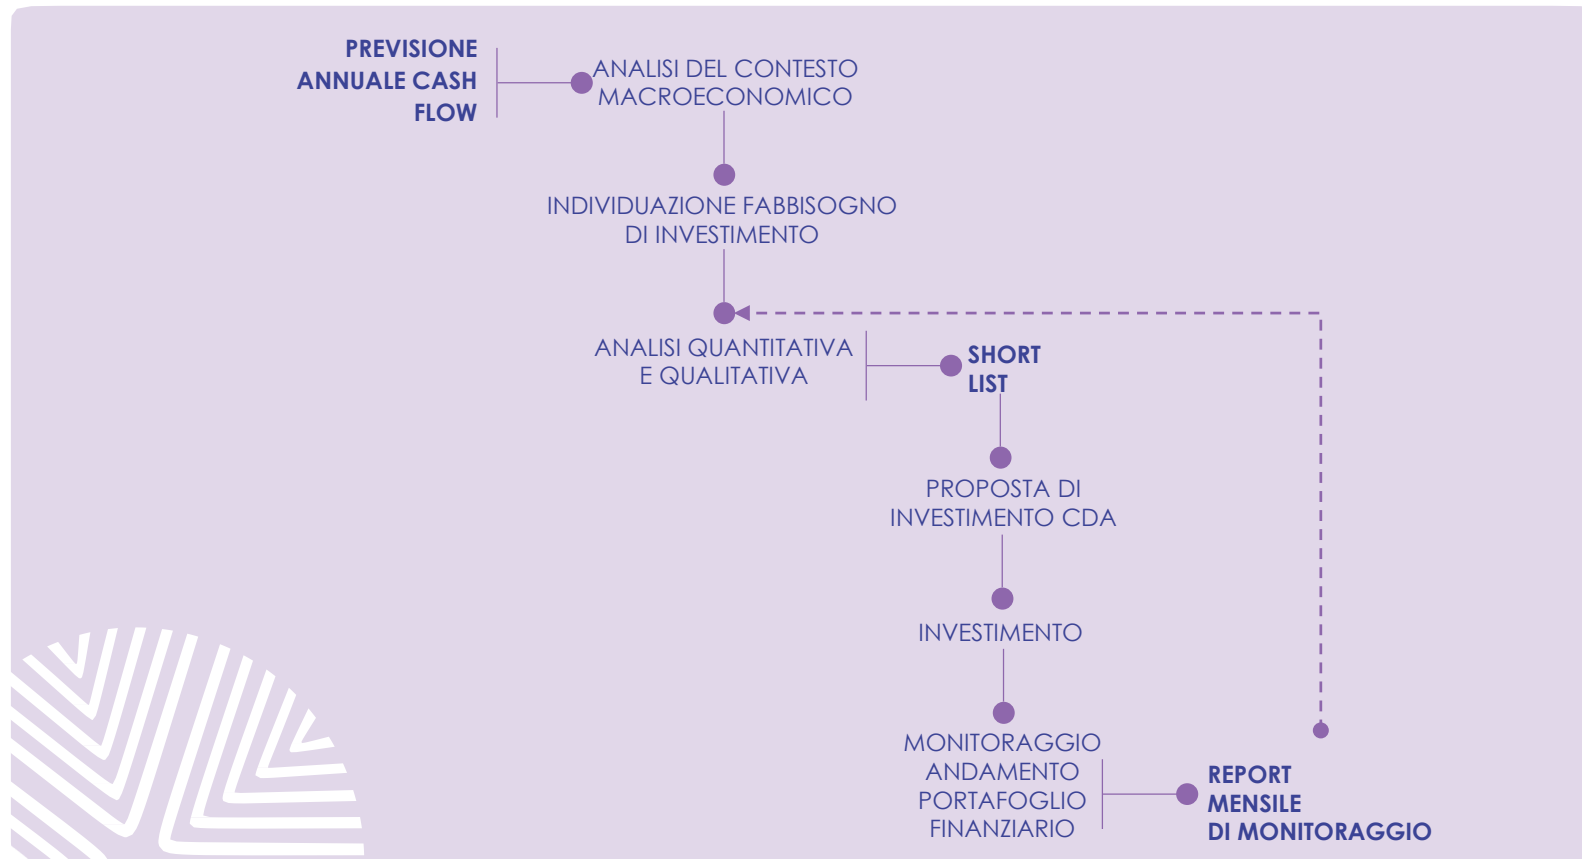 PREVISIONE
ANNUALE CASH
FLOW
ANALISI DEL CONTESTO
MACROECONOMICO
INDIVIDUAZIONE FABBISOGNO
DI INVESTIMENTO
ANALISI QUANTITATIVA
E QUALITATIVA
SHORT
LIST
PROPOSTA DI
INVESTIMENTO CDA
INVESTIMENTO
MONITORAGGIO
ANDAMENTO
PORTAFOGLIO
FINANZIARIO
REPORT
MENSILE
DI MONITORAGGIO